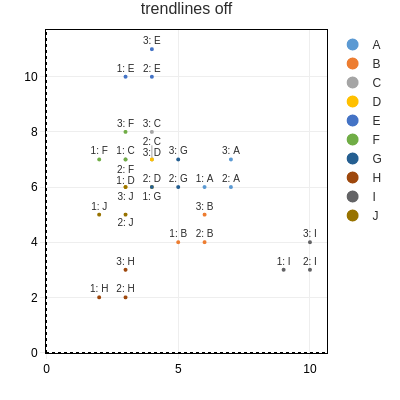 trendlines off
3: E
1: E 2: E
10
3: F 3: C
8
2: C
1: F 1: C 3: D 3: G 3: A
2: F
1: D 2: D 2: G 1: A 2: A
6
3: J 1: G
1: J 3: B
2: J
1: B 2: B 3: I
4
3: H 1: I 2: I
1: H 2: H
2
0
0 5 10
A
B
C
D
E
F
G
H
I
J